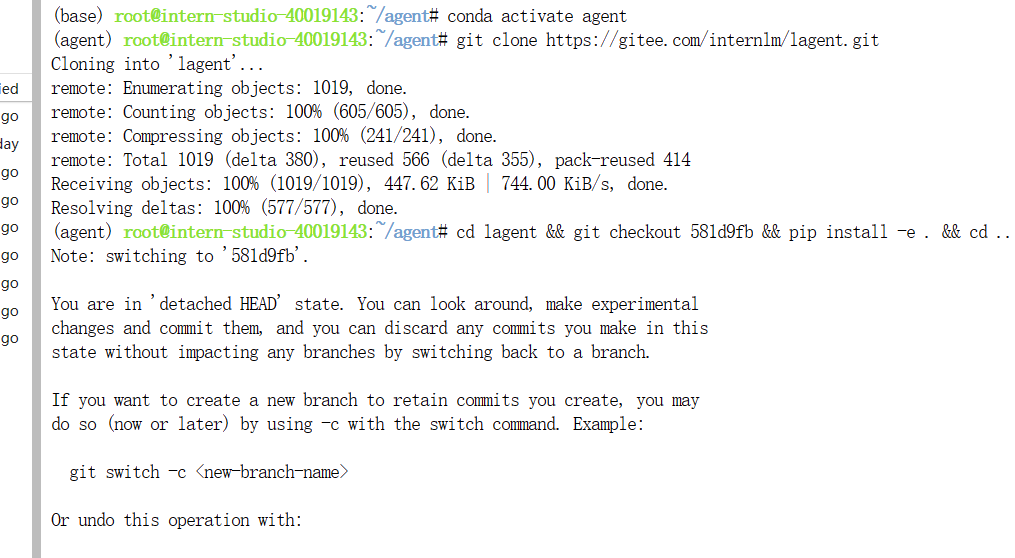 (base) root@intern-studio-40019143:~/agent# conda activate agent
(agent) root@intern-studio-40019143:~/agent# git clone https://gitee.com/internlm/lagent.git
Cloning into 'lagent'...
remote: Enumerating objects: 1019, done.
remote: Counting objects: 100% (605/605), done.
remote: Compressing objects: 100% (241/241), done.
remote: Total 1019 (delta 380), reused 566 (delta 355), pack-reused 414
Receiving objects: 100% (1019/1019), 447.62 KiB | 744.00 KiB/s, done.
Resolving deltas: 100% (577/577), done.
(agent) root@intern-studio-40019143:~/agent# cd lagent && git checkout 581d9fb && pip install -e . && cd ..
Note: switching to '581d9fb'.
You are in 'detached HEAD' state. You can look around, make experimental
changes and commit them, and you can discard any commits you make in this
state without impacting any branches by switching back to a branch.
If you want to create a new branch to retain commits you create, you may
do so (now or later) by using -c with the switch command. Example:
git switch -c <new-branch-name>
Or undo this operation with:
ied
go
day
go
go
go
go
go
go
go